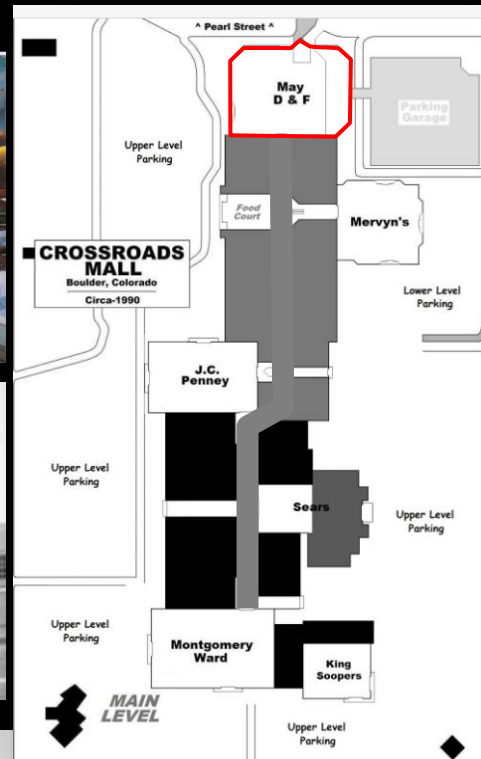 ^ Pearl Street ^
May
D & F
Parking
Garage
Upper Level
Parking
Food
Court
Mervyn's
CROSSROADS
MALL
Boulder, Colorado
Circa-1990
Lower Level
Parking
J.C.
Penney
Upper Level
Parking
Sears
Upper Level
Parking
Upper Level
Parking
Montgomery
Ward
King
Soopers
MAIN
LEVEL
Upper Level
Parking